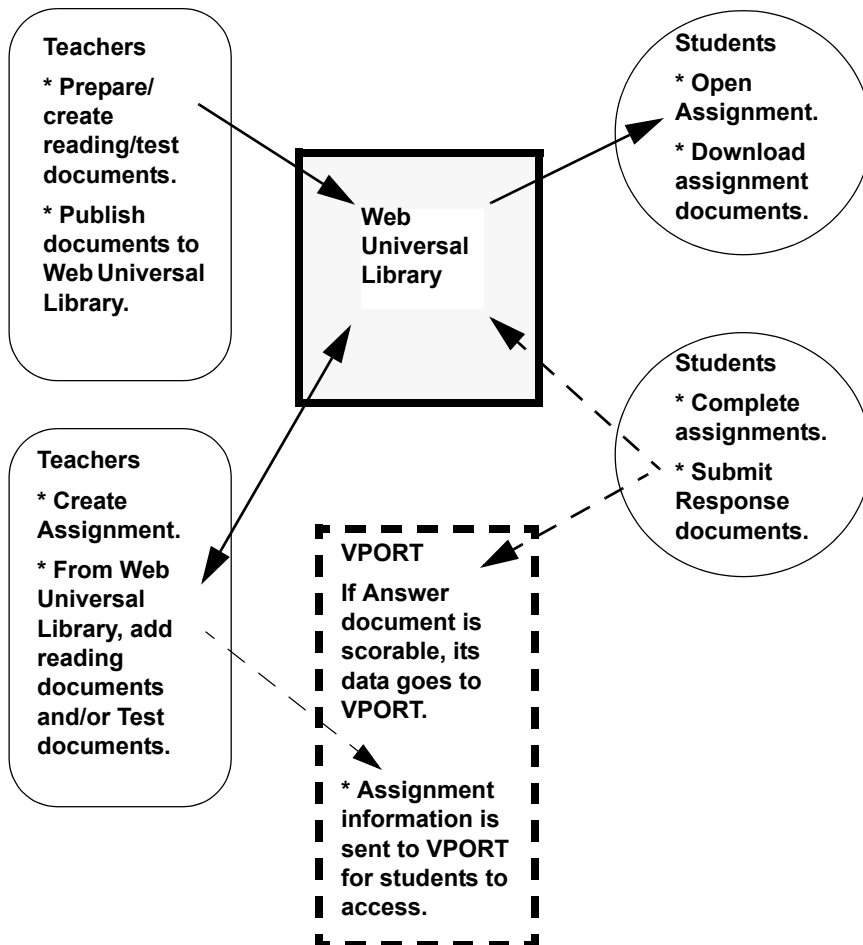 Teachers
* Prepare/
create
reading/test
documents.
* Publish
documents to
Web Universal
Library.
Web
Universal
Library
Students
* Open
Assignment.
* Download
assignment
documents.
Students
* Complete
assignments.
* Submit
Response
documents.
Teachers
* Create
Assignment.
* From Web
Universal
Library, add
reading
documents
and/or Test
documents.
VPORT
If Answer
document is
scorable, its
data goes to
VPORT.
* Assignment
information is
sent to VPORT
for students to
access.